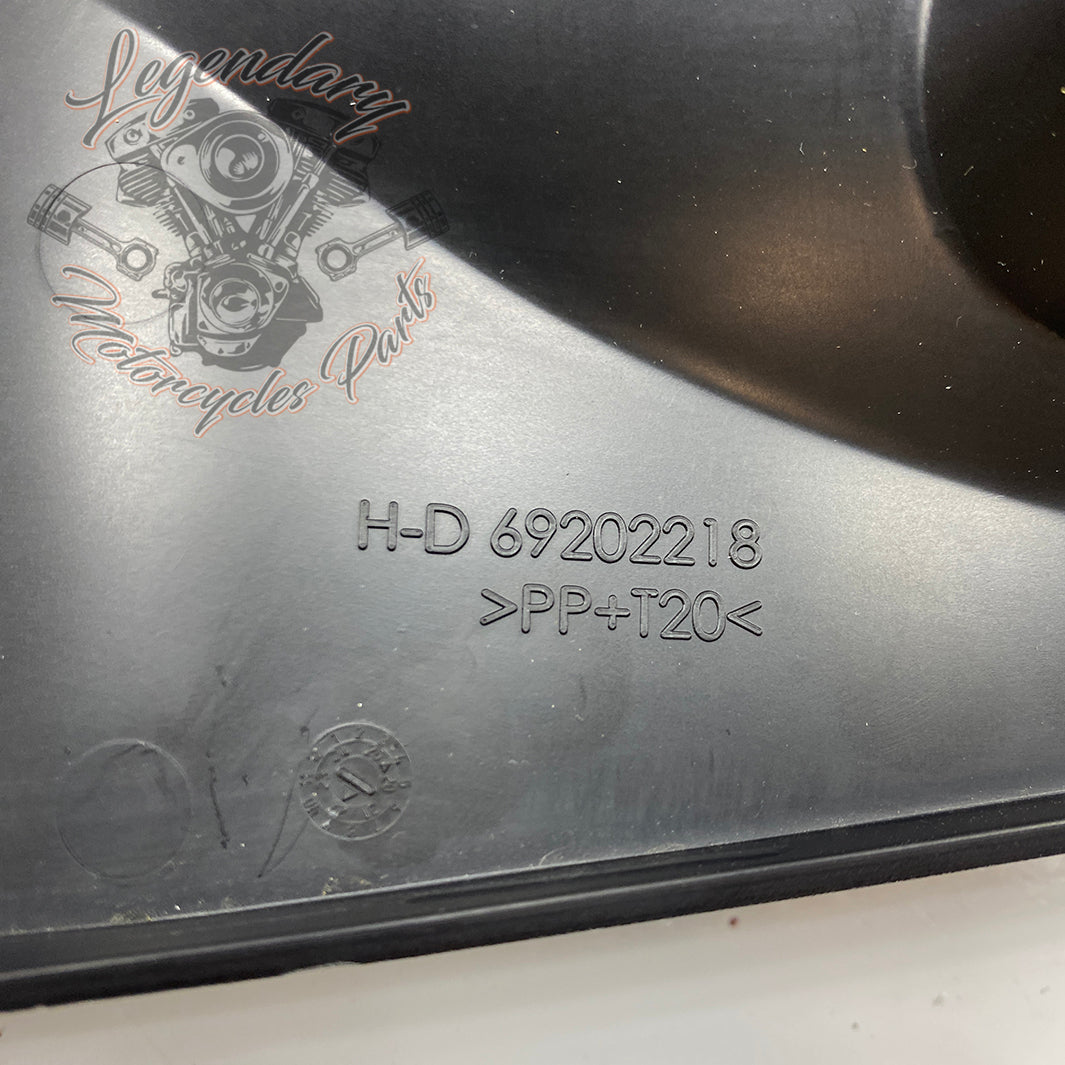 Legendary
Motorcycles Parts
H-D 69202218
>PP+T20<